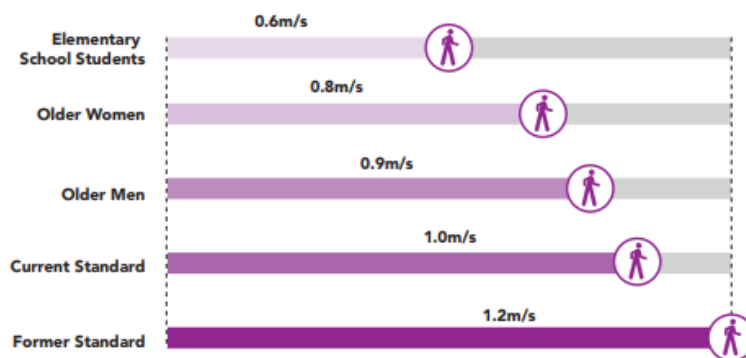 0.6m/s
Elementary
School Students
0.8m/s
Older Women
0.9m/s
Older Men
1.0m/s
Current Standard
1.2m/s
Former Standard